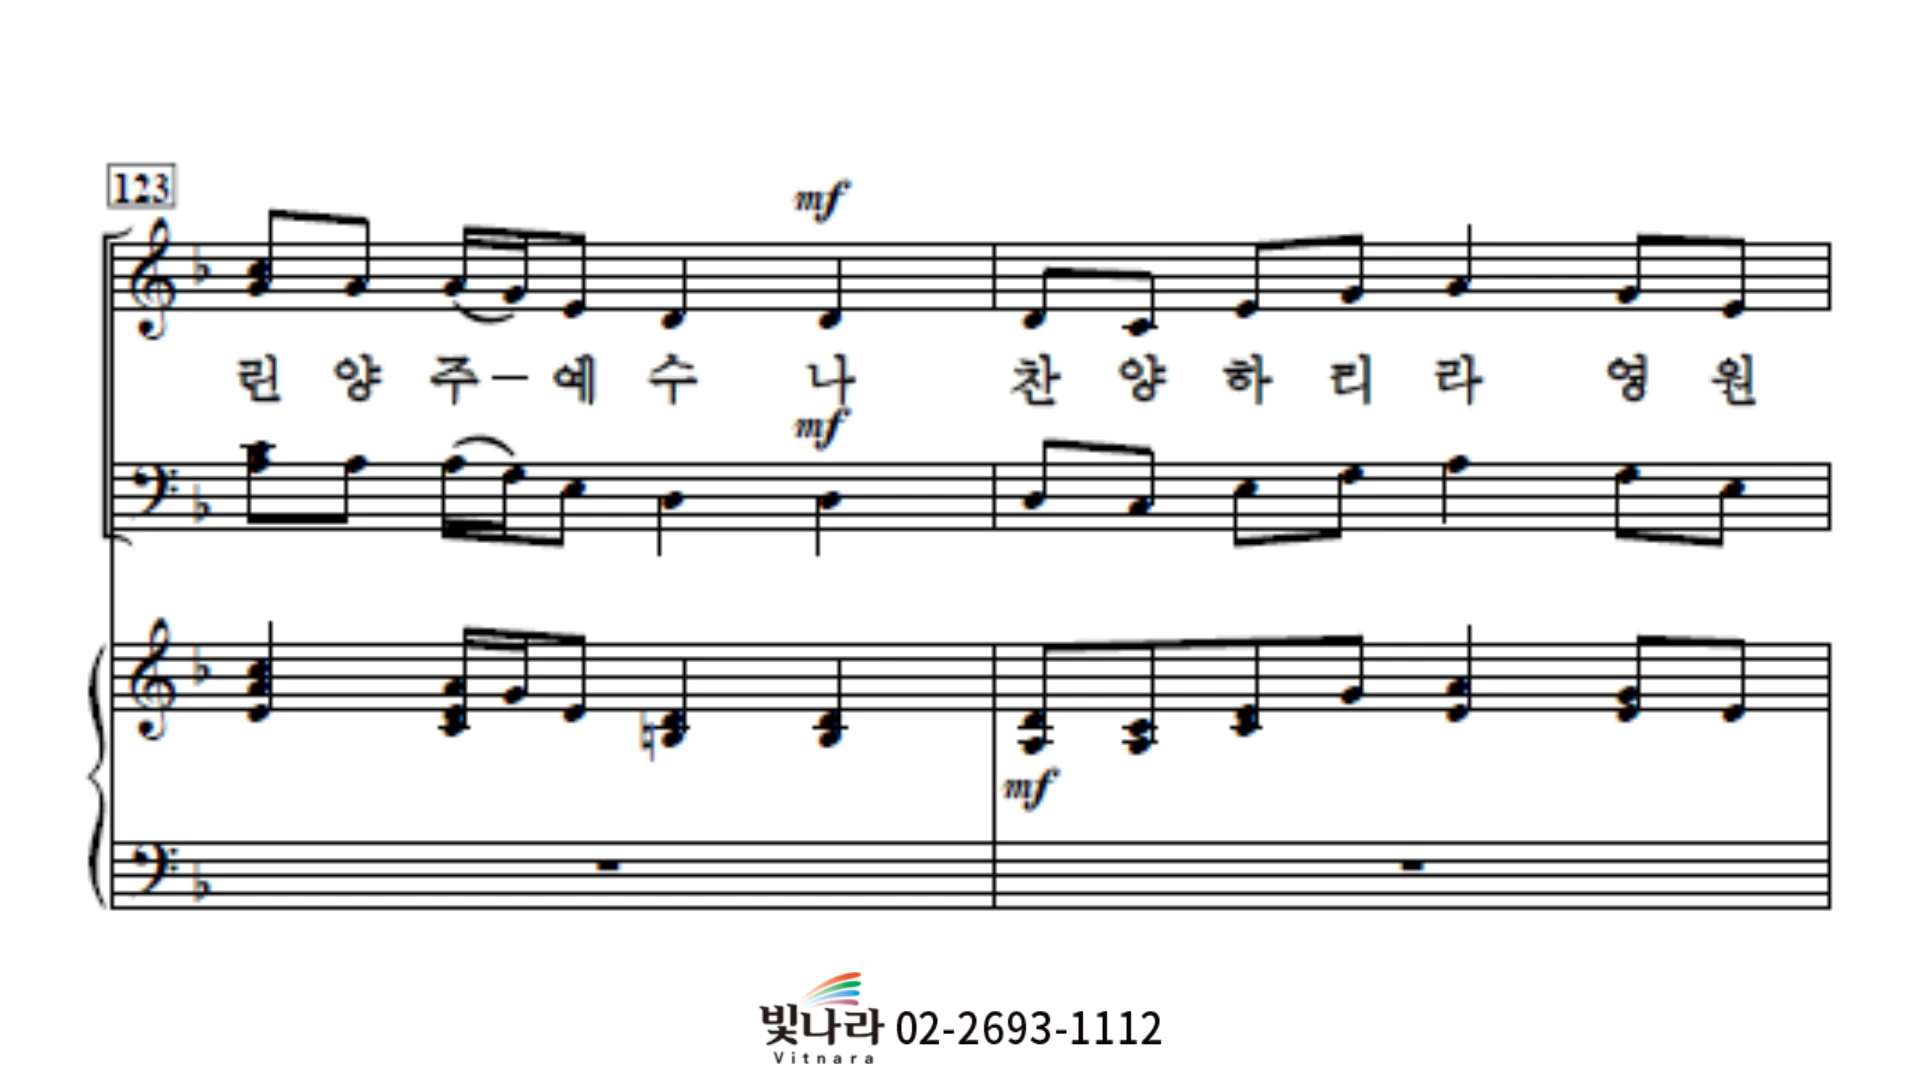 123
mf
린 양 주 - 예 수 나 찬 양 하 리 라 영 원
mf
mf
빛나라 02-2693-1112
Vitnara